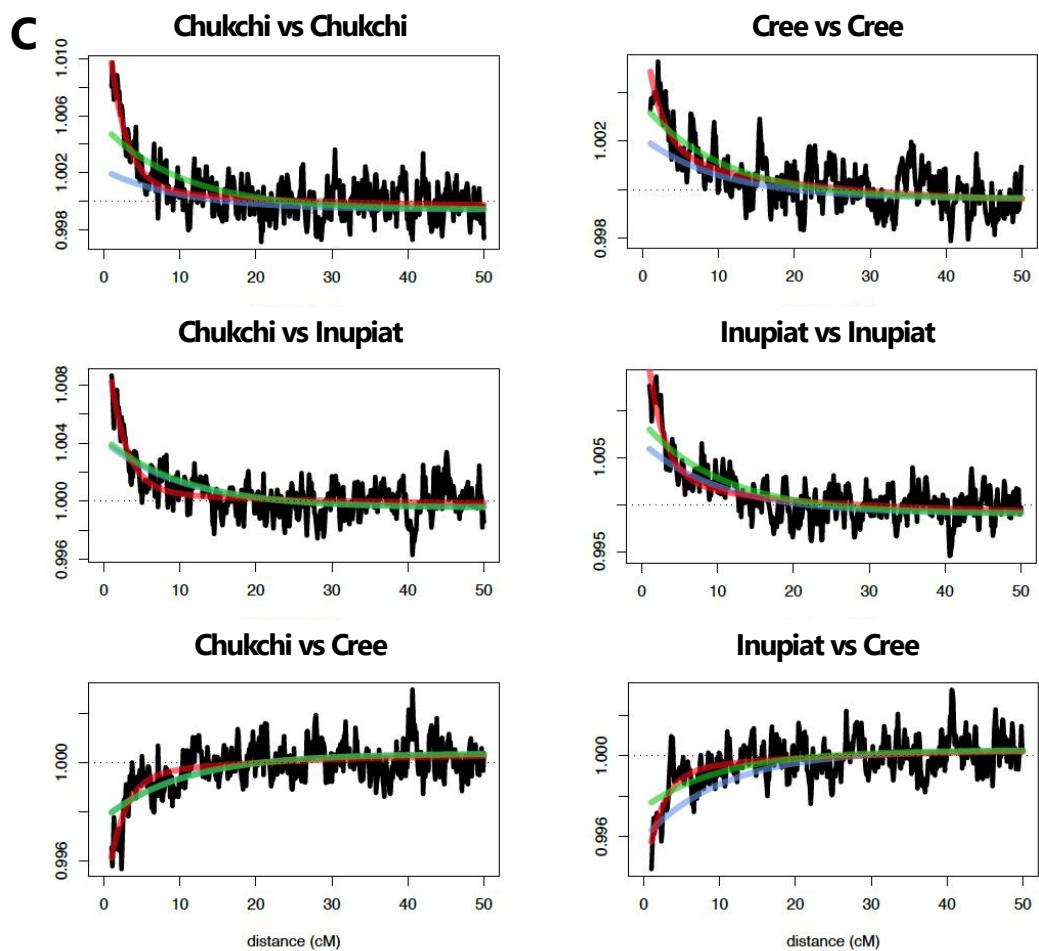 C
Chukchi vs Chukchi
1.010
1.006
1.002
0.998
0 10 20 30 40 50
Cree vs Cree
1.002
0.998
0 10 20 30 40 50
Chukchi vs Inupiat
1.008
1.004
1.000
0.996
0 10 20 30 40 50
Inupiat vs Inupiat
1.005
0.995
0 10 20 30 40 50
Chukchi vs Cree
1.000
0.996
0 10 20 30 40 50
distance (cM)
Inupiat vs Cree
1.000
0.996
0 10 20 30 40 50
distance (cM)